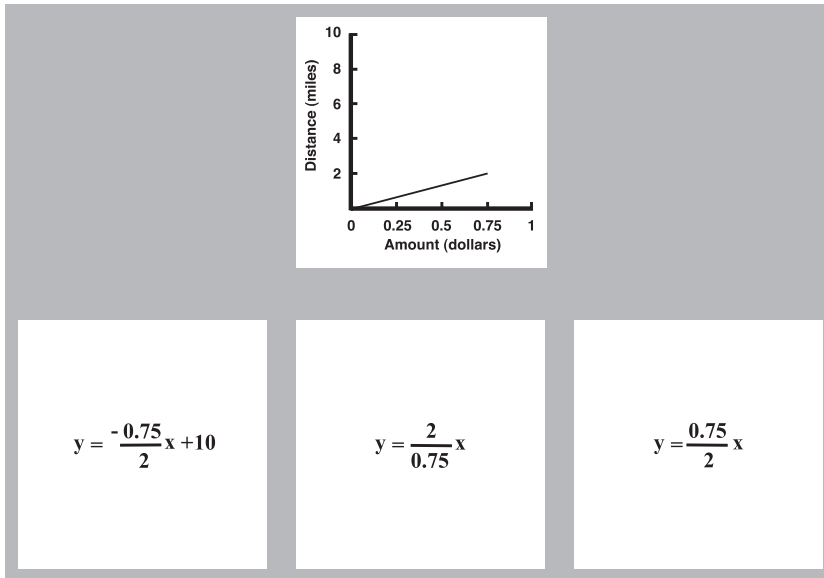 10
8
6
4
2
Distance (miles)
0 0.25 0.5 0.75 1
Amount (dollars)
y = - 0.75/2 x +10
y = 2/0.75 x
y = 0.75/2 x